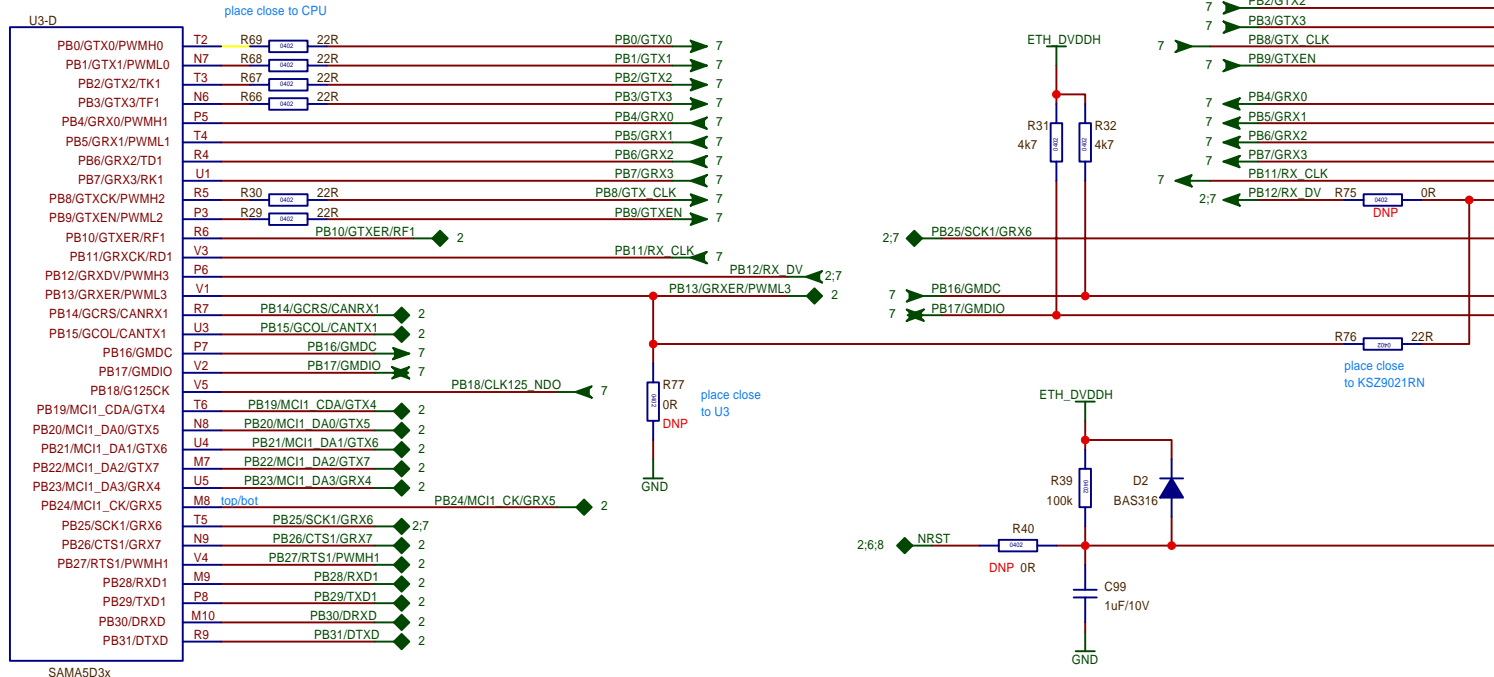 place close to CPU
U3-D
PB0/GTX0/PWMH0 T2 R69 0402 22R PB0/GTX0 7
PB1/GTX1/PWML0 N7 R68 0402 22R PB1/GTX1 7
PB2/GTX2/TK1 T3 R67 0402 22R PB2/GTX2 7
PB3/GTX3/TF1 N6 R66 0402 22R PB3/GTX3 7
PB4/GRX0/PWMH1 P5 PB4/GRX0 7
PB5/GRX1/PWML1 T4 PB5/GRX1 7
PB6/GRX2/TD1 R4 PB6/GRX2 7
PB7/GRX3/RK1 U1 PB7/GRX3 7
PB8/GTXCK/PWMH2 R5 R30 0402 22R PB8/GTX_CLK 7
PB9/GTXEN/PWML2 P3 R29 0402 22R PB9/GTXEN 7
PB10/GTXER/RF1 R6 PB10/GTXER/RF1 2
PB11/GRXCK/RD1 V3 PB11/RX_CLK 7
PB12/GRXDV/PWMH3 P6 PB12/RX_DV 2;7
PB13/GRXER/PWML3 V1 PB13/GRXER/PWML3 2
PB14/GCRS/CANRX1 R7 PB14/GCRS/CANRX1 2
PB15/GCOL/CANTX1 U3 PB15/GCOL/CANTX1 2
PB16/GMDC P7 PB16/GMDC 7
PB17/GMDIO V2 PB17/GMDIO 7
PB18/G125CK V5 PB18/CLK125_NDO 7
PB19/MCI1_CDA/GTX4 T6 PB19/MCI1_CDA/GTX4 2
PB20/MCI1_DA0/GTX5 N8 PB20/MCI1_DA0/GTX5 2
PB21/MCI1_DA1/GTX6 U4 PB21/MCI1_DA1/GTX6 2
PB22/MCI1_DA2/GTX7 M7 PB22/MCI1_DA2/GTX7 2
PB23/MCI1_DA3/GRX4 U5 PB23/MCI1_DA3/GRX4 2
PB24/MCI1_CK/GRX5 M8 top/bot PB24/MCI1_CK/GRX5 2
PB25/SCK1/GRX6 T5 PB25/SCK1/GRX6 2;7
PB26/CTS1/GRX7 N9 PB26/CTS1/GRX7 2
PB27/RTS1/PWMH1 V4 PB27/RTS1/PWMH1 2
PB28/RXD1 M9 PB28/RXD1 2
PB29/TXD1 P8 PB29/TXD1 2
PB30/DRXD M10 PB30/DRXD 2
PB31/DTXD R9 PB31/DTXD 2
SAMA5D3x
R77
0402
0R
DNP
place close
to U3
GND
7 PB2/GTX2
7 PB3/GTX3
7 PB8/GTX_CLK
7 PB9/GTXEN
7 PB4/GRX0
7 PB5/GRX1
7 PB6/GRX2
7 PB7/GRX3
7 PB11/RX_CLK
2;7 PB12/RX_DV R75 0402 0R
DNP
ETH_DVDDH
R31 0402 R32 0402
4k7 4k7
2;7 PB25/SCK1/GRX6
7 PB16/GMDC
7 PB17/GMDIO
R76 0402 22R
place close
to KSZ9021RN
ETH_DVDDH
R39 0402 D2
100k BAS316
R40
2;6;8 NRST 0402
DNP 0R
C99
1uF/10V
GND